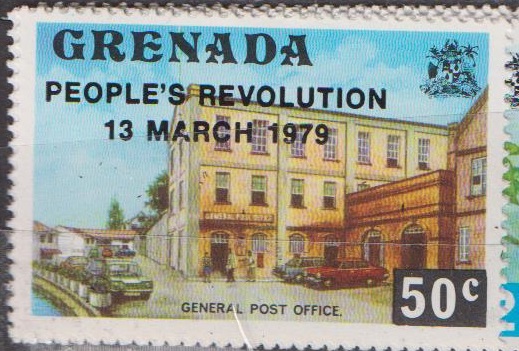 GRENADA
PEOPLE'S REVOLUTION
13 MARCH 1979
GENERAL POST OFFICE.
50c